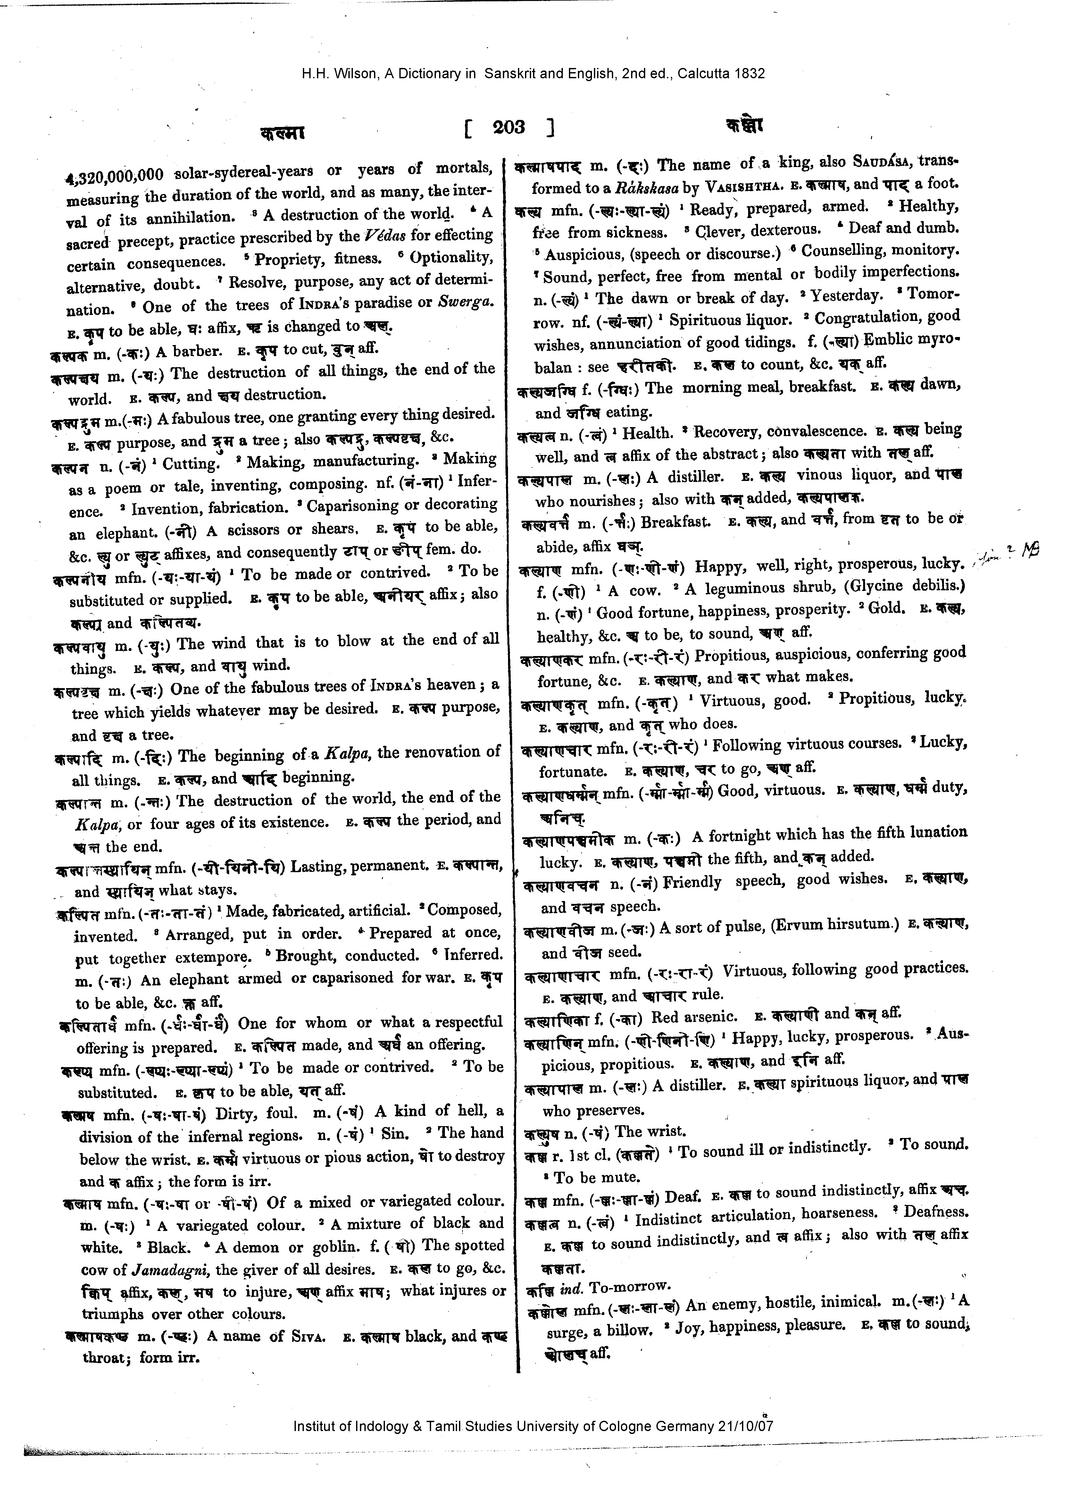 H.H. Wilson, A Dictionary in Sanskrit and English, 2nd ed., Calcutta 1832
कल्मा [ 203 ] कल्लो
4,320,000,000 solar-sydereal-years or years of mortals,
measuring the duration of the world, and as many, the inter-
val of its annihilation. ³ A destruction of the world. ⁴ A
sacred precept, practice prescribed by the Védas for effecting
certain consequences. ⁵ Propriety, fitness. ⁶ Optionality,
alternative, doubt. ⁷ Resolve, purpose, any act of determi-
nation. ⁸ One of the trees of INDRA's paradise or Swerga.
E. कृप to be able, घः affix, ऋ is changed to अल्.
कल्पक m. (-कः) A barber. E. कृप to cut, वुन् aff.
कल्पक्षय m. (-यः) The destruction of all things, the end of the
world. E. कल्प, and क्षय destruction.
कल्पद्रुम m.(-मः) A fabulous tree, one granting every thing desired.
E. कल्प purpose, and द्रुम a tree; also कल्पद्रु, कल्पवृक्ष, &c.
कल्पन n. (-नं) ¹ Cutting. ² Making, manufacturing. ³ Making
as a poem or tale, inventing, composing. nf. (नं-ना) ¹ Infer-
ence. ² Invention, fabrication. ³ Caparisoning or decorating
an elephant. (-नी) A scissors or shears. E. कृप to be able,
&c. ल्यु or ल्युट् affixes, and consequently टाप् or ङीप् fem. do.
कल्पनीय mfn. (-यः-या-यं) ¹ To be made or contrived. ² To be
substituted or supplied. E. कृप to be able, अनीयर् affix; also
कल्प्य and कल्पितव्य.
कल्पवायु m. (-युः) The wind that is to blow at the end of all
things. E. कल्प, and वायु wind.
कल्पवृक्ष m. (-क्षः) One of the fabulous trees of INDRA's heaven; a
tree which yields whatever may be desired. E. कल्प purpose,
and वृक्ष a tree.
कल्पादि m. (-दिः) The beginning of a Kalpa, the renovation of
all things. E. कल्प, and आदि beginning.
कल्पान्त m. (-न्तः) The destruction of the world, the end of the
Kalpa, or four ages of its existence. E. कल्प the period, and
अन्त the end.
कल्पान्तस्थायिन् mfn. (-यी-यिनी-यि) Lasting, permanent. E. कल्पान्त,
and स्थायिन् what stays.
कल्पित mfn. (-तः-ता-तं) ¹ Made, fabricated, artificial. ² Composed,
invented. ³ Arranged, put in order. ⁴ Prepared at once,
put together extempore. ⁵ Brought, conducted. ⁶ Inferred.
m. (-तः) An elephant armed or caparisoned for war. E. कृप
to be able, &c. क्त aff.
कल्पितार्घ mfn. (-र्घः-र्घा-र्घं) One for whom or what a respectful
offering is prepared. E. कल्पित made, and अर्घ an offering.
कल्प्य mfn. (-ल्प्यः-ल्प्या-ल्प्यं) ¹ To be made or contrived. ² To be
substituted. E. कृप to be able, यत् aff.
कल्मष mfn. (-षः-षा-षं) Dirty, foul. m. (-षं) A kind of hell, a
division of the infernal regions. n. (-षं) ¹ Sin. ² The hand
below the wrist. E. कर्म्म virtuous or pious action, षो to destroy
and क affix; the form is irr.
कल्माष mfn. (-षः-षा or -षी-षं) Of a mixed or variegated colour.
m. (-षः) ¹ A variegated colour. ² A mixture of black and
white. ³ Black. ⁴ A demon or goblin. f. (षी) The spotted
cow of Jamadagni, the giver of all desires. E. कल to go, &c.
क्विप् affix, कल्, मष to injure, अण् affix माष; what injures or
triumphs over other colours.
कल्माषकण्ठ m. (-ण्ठः) A name of SIVA. E. कल्माष black, and कण्ठ
throat; form irr.
कल्माषपाद m. (-दः) The name of a king, also SAUDÁSA, trans-
formed to a Rákshasa by VASISHTHA. E. कल्माष, and पाद a foot.
कल्य mfn. (-ल्यः-ल्या-ल्यं) ¹ Ready, prepared, armed. ² Healthy,
free from sickness. ³ Clever, dexterous. ⁴ Deaf and dumb.
⁵ Auspicious, (speech or discourse.) ⁶ Counselling, monitory.
⁷ Sound, perfect, free from mental or bodily imperfections.
n. (-ल्यं) ¹ The dawn or break of day. ² Yesterday. ³ Tomor-
row. nf. (-ल्यं-ल्या) ¹ Spirituous liquor. ² Congratulation, good
wishes, annunciation of good tidings. f. (-ल्या) Emblic myro-
balan : see हरीतकी. E. कल to count, &c. यक् aff.
कल्यजग्धि f. (-ग्धिः) The morning meal, breakfast. E. कल्य dawn,
and जग्धि eating.
कल्यत्व n. (-त्वं) ¹ Health. ² Recovery, convalescence. E. कल्य being
well, and त्व affix of the abstract; also कल्यता with तल् aff.
कल्यपाल m. (-लः) A distiller. E. कल्य vinous liquor, and पाल
who nourishes; also with कन् added, कल्यपालक.
कल्यवर्त्त m. (-र्त्तः) Breakfast. E. कल्य, and वर्त्त, from वृत to be or
abide, affix घञ्.
कल्याण mfn. (-णः-णी-णं) Happy, well, right, prosperous, lucky.
f. (-णी) ¹ A cow. ² A leguminous shrub, (Glycine debilis.)
n. (-णं) ¹ Good fortune, happiness, prosperity. ² Gold. E. कल्य,
healthy, &c. अ to be, to sound, अण् aff.
कल्याणकर mfn. (-रः-री-रं) Propitious, auspicious, conferring good
fortune, &c. E. कल्याण, and कर what makes.
कल्याणकृत् mfn. (-कृत्) ¹ Virtuous, good. ² Propitious, lucky.
E. कल्याण, and कृत् who does.
कल्याणचार mfn. (-रः-री-रं) ¹ Following virtuous courses. ² Lucky,
fortunate. E. कल्याण, चर to go, अण् aff.
कल्याणधर्म्मन् mfn. (-र्म्मा-र्म्मा-र्म्म) Good, virtuous. E. कल्याण, धर्म्म duty,
अनिच्.
कल्याणपञ्चमीक m. (-कः) A fortnight which has the fifth lunation
lucky. E. कल्याण, पञ्चमी the fifth, and कन् added.
कल्याणवचन n. (-नं) Friendly speech, good wishes. E. कल्याण,
and वचन speech.
कल्याणवीज m. (-जः) A sort of pulse, (Ervum hirsutum.) E. कल्याण,
and वीज seed.
कल्याणाचार mfn. (-रः-रा-रं) Virtuous, following good practices.
E. कल्याण, and आचार rule.
कल्याणिका f. (-का) Red arsenic. E. कल्याणी and कन् aff.
कल्याणिन् mfn. (-णी-णिनी-णि) ¹ Happy, lucky, prosperous. ² Aus-
picious, propitious. E. कल्याण, and इनि aff.
कल्यापाल m. (-लः) A distiller. E. कल्या spirituous liquor, and पाल
who preserves.
कल्युष n. (-षं) The wrist.
कल्ल r. 1st cl. (कल्लते) ¹ To sound ill or indistinctly. ² To sound.
³ To be mute.
कल्ल mfn. (-ल्लः-ल्ला-ल्लं) Deaf. E. कल्ल to sound indistinctly, affix अच्.
कल्लत्व n. (-त्वं) ¹ Indistinct articulation, hoarseness. ² Deafness.
E. कल्ल to sound indistinctly, and त्व affix; also with तल् affix
कल्लता.
कल्लि ind. To-morrow.
कल्लोल mfn. (-लः-ला-लं) An enemy, hostile, inimical. m. (-लः) ¹ A
surge, a billow. ² Joy, happiness, pleasure. E. कल्ल to sound,
ओलच् aff.
Institut of Indology & Tamil Studies University of Cologne Germany 21/10/07